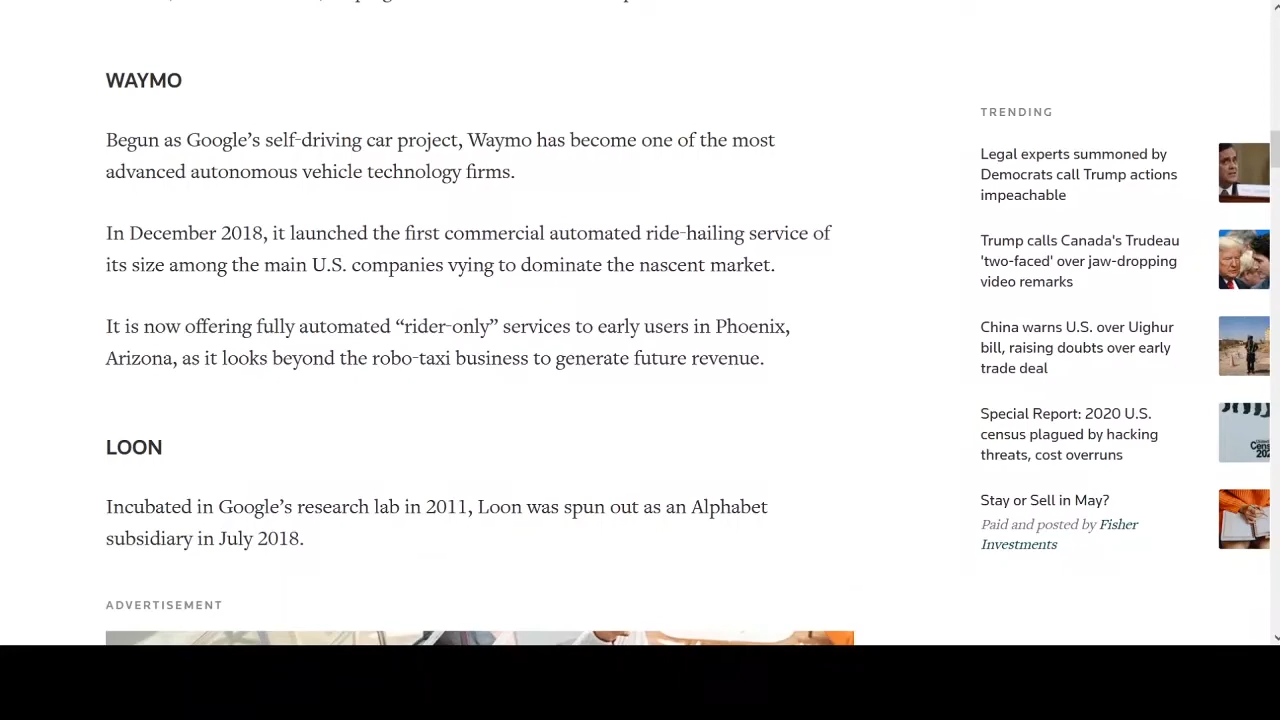 WAYMO
Begun as Google’s self-driving car project, Waymo has become one of the most
advanced autonomous vehicle technology firms.
In December 2018, it launched the first commercial automated ride-hailing service of
its size among the main U.S. companies vying to dominate the nascent market.
It is now offering fully automated “rider-only” services to early users in Phoenix,
Arizona, as it looks beyond the robo-taxi business to generate future revenue.
LOON
Incubated in Google’s research lab in 2011, Loon was spun out as an Alphabet
subsidiary in July 2018.
ADVERTISEMENT
TRENDING
Legal experts summoned by
Democrats call Trump actions
impeachable
Trump calls Canada's Trudeau
'two-faced' over jaw-dropping
video remarks
China warns U.S. over Uighur
bill, raising doubts over early
trade deal
Special Report: 2020 U.S.
census plagued by hacking
threats, cost overruns
Stay or Sell in May?
Paid and posted by Fisher
Investments